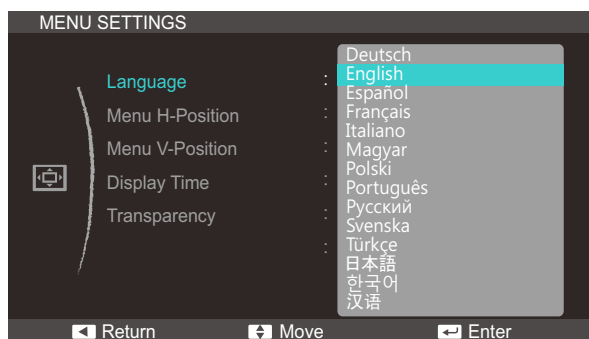 MENU SETTINGS
Language :
Menu H-Position :
Menu V-Position :
Display Time :
Transparency :
:
Deutsch
English
Español
Français
Italiano
Magyar
Polski
Português
Русский
Svenska
Türkçe
日本語
한국어
汉语
Return Move Enter